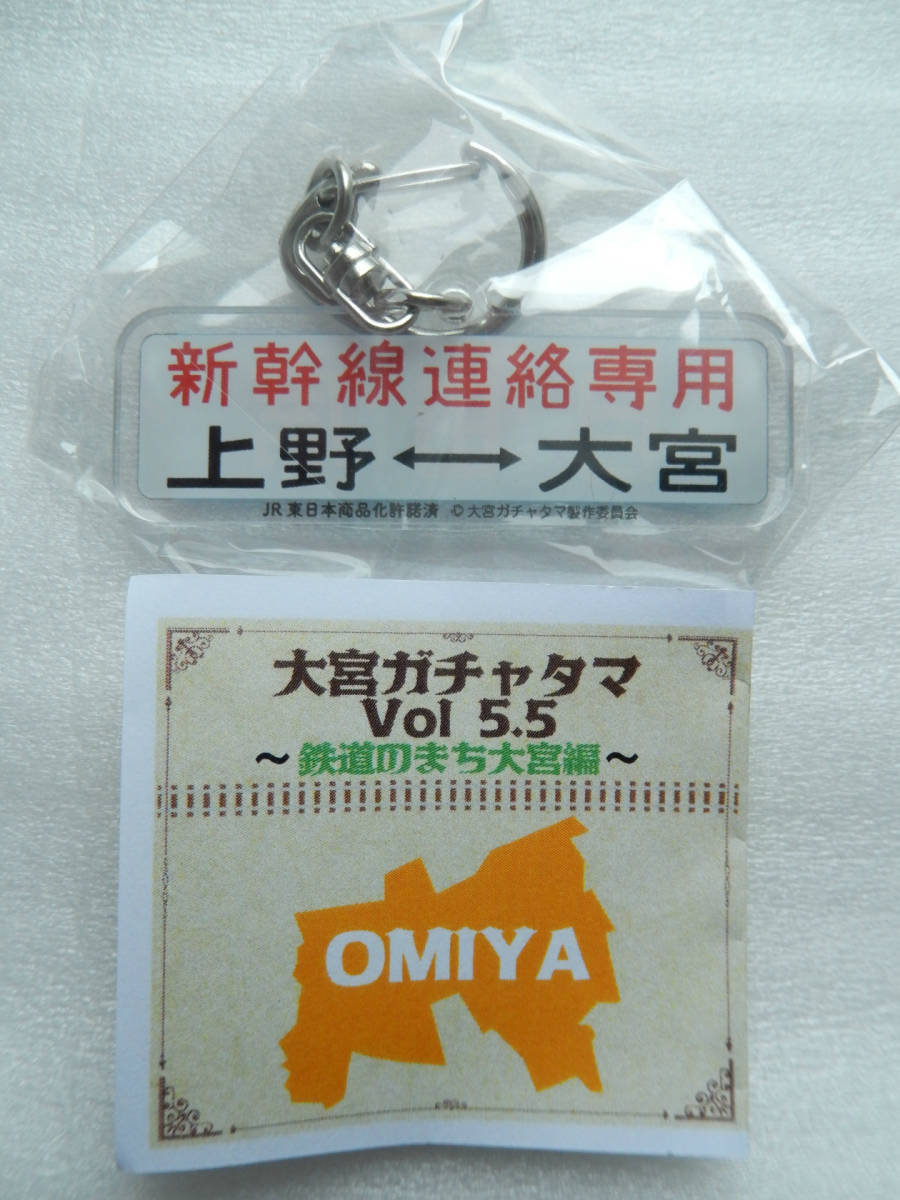 新幹線連絡専用
上野↔大宮
JR東日本商品化許諾済 © 大宮ガチャタマ製作委員会
大宮ガチャタマ
Vol 5.5
~鉄道のまち大宮編~
OMIYA